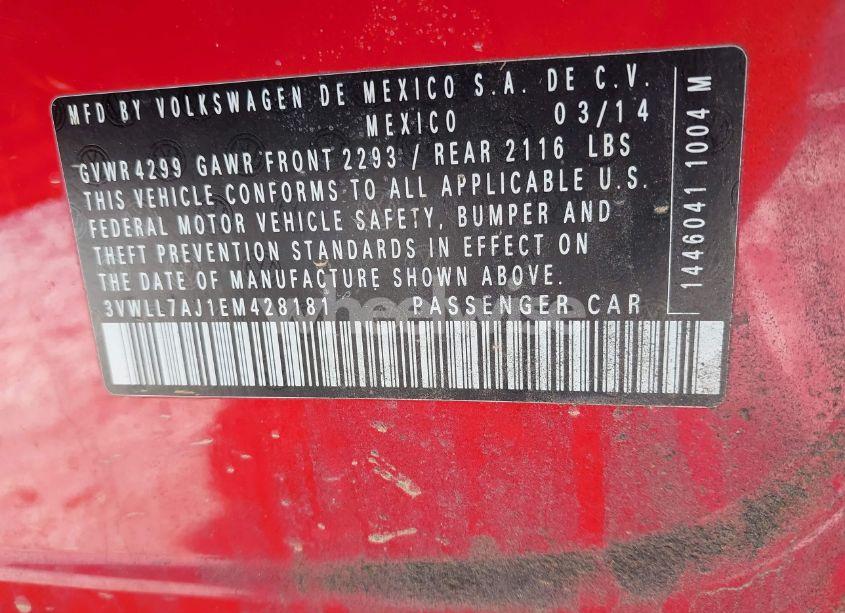 MFD BY VOLKSWAGEN DE MEXICO S.A. DE C.V.
MEXICO 03/14
GVWR 4299 GAWR FRONT 2293 / REAR 2116 LBS
THIS VEHICLE CONFORMS TO ALL APPLICABLE U.S.
FEDERAL MOTOR VEHICLE SAFETY, BUMPER AND
THEFT PREVENTION STANDARDS IN EFFECT ON
THE DATE OF MANUFACTURE SHOWN ABOVE.
3VWLL7AJ1EM428181 PASSENGER CAR
1446041 1004 M